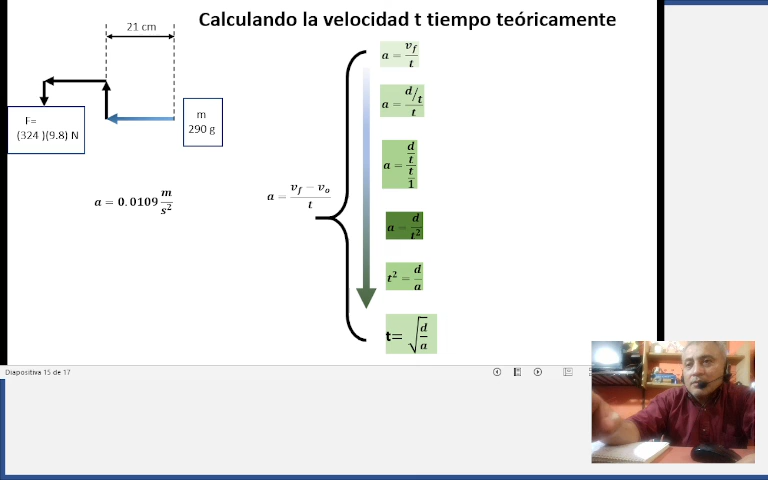 Calculando la velocidad t tiempo teóricamente
21 cm
F=
(324 )(9.8) N
m
290 g
a = 0.0109 m/s²
a = (v_f − v_o)/t
a = v_f/t
a = (d/t)/t
a = (d/t)/(t/1)
a = d/t²
t² = d/a
t= √(d/a)
Diapositiva 15 de 17